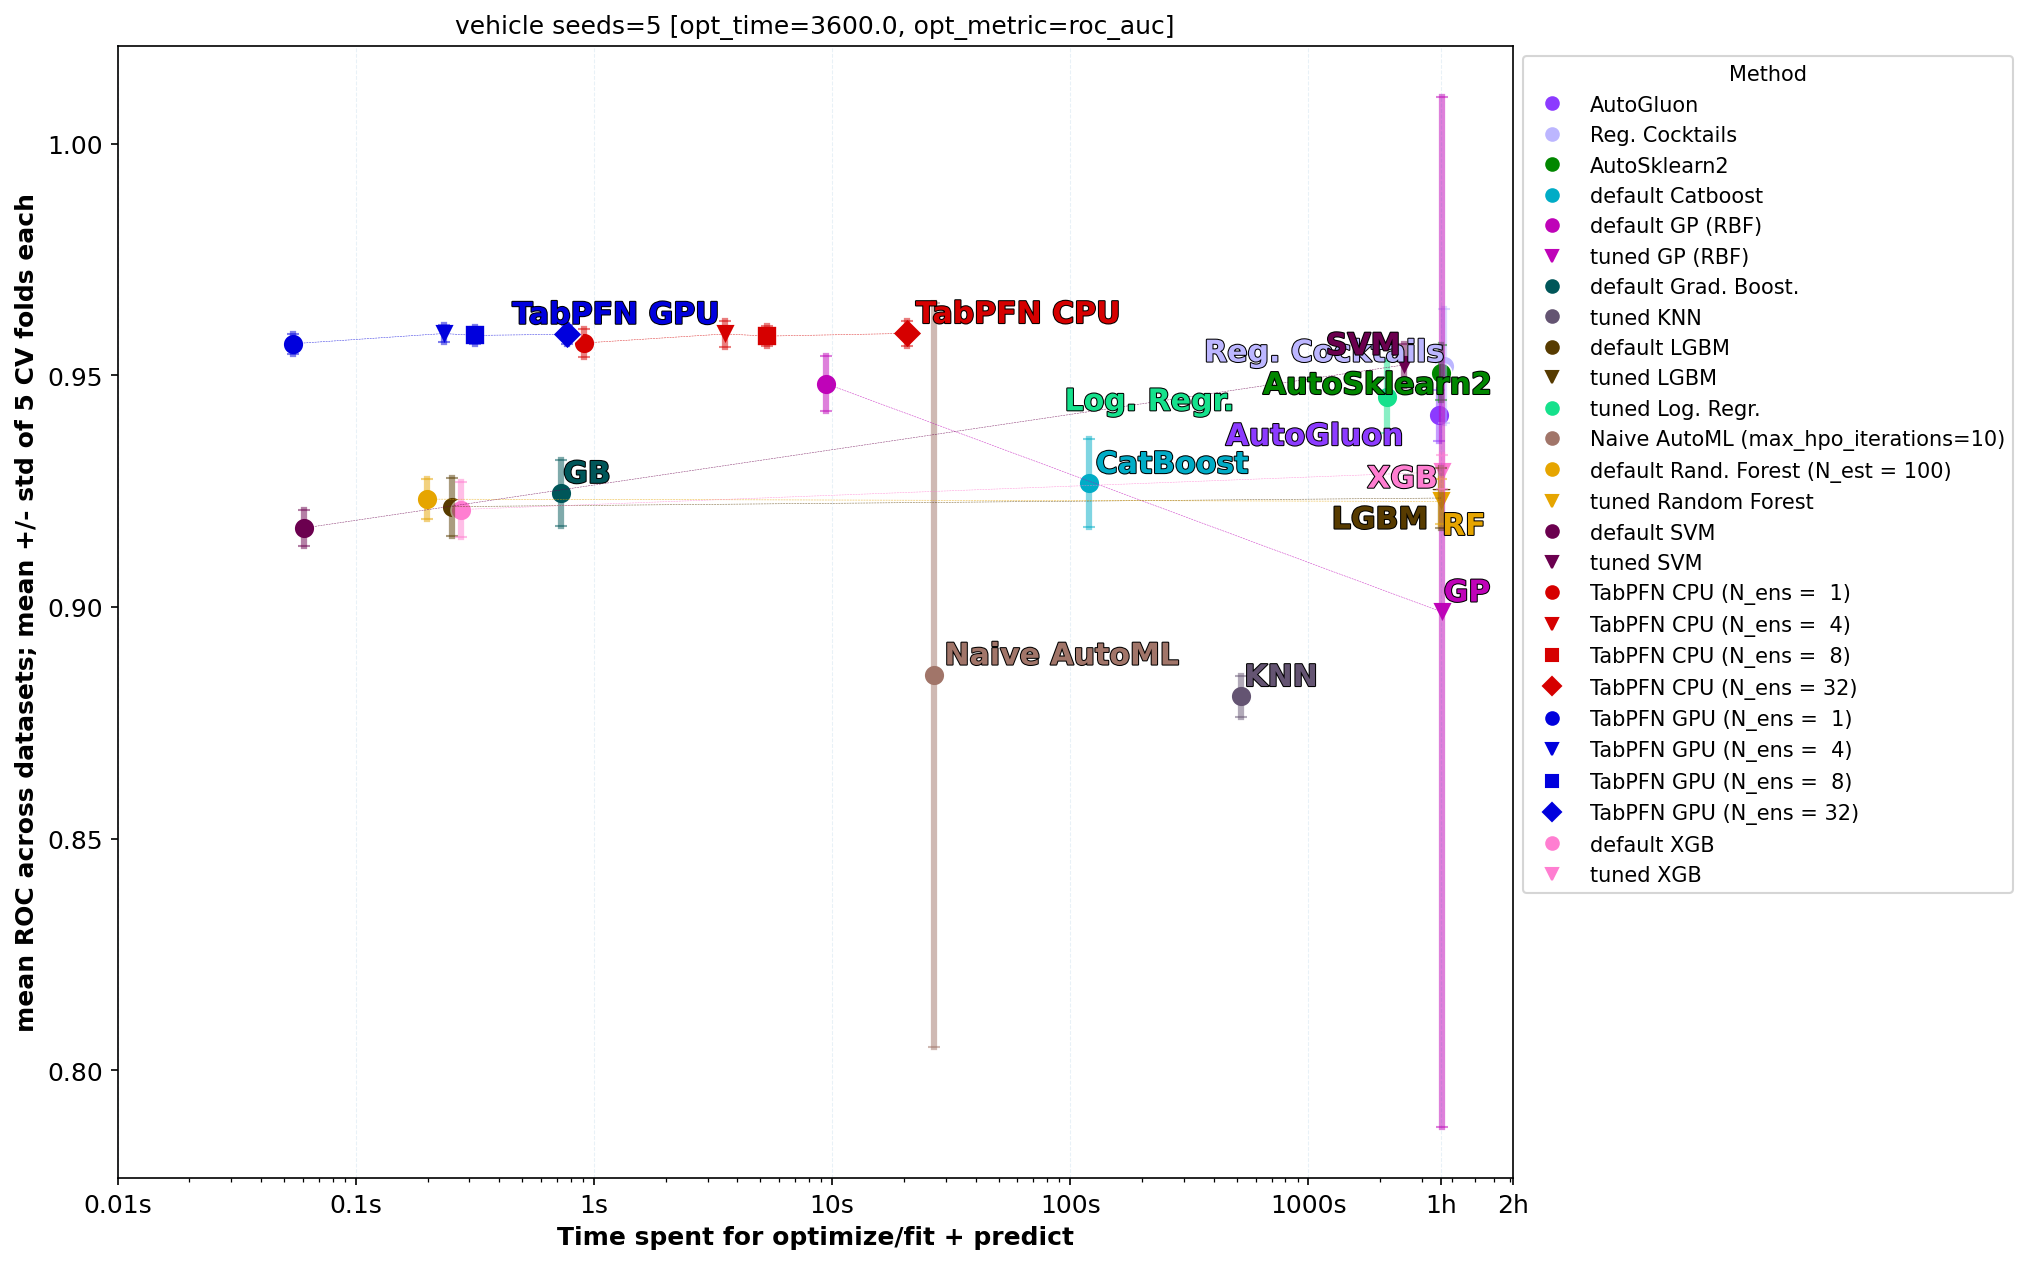 vehicle seeds=5 [opt_time=3600.0, opt_metric=roc_auc]
mean ROC across datasets; mean +/- std of 5 CV folds each
1.00
0.95
0.90
0.85
0.80
TabPFN GPU
TabPFN CPU
SVM
Reg. Cocktails
AutoSklearn2
Log. Regr.
AutoGluon
CatBoost
GB
XGB
LGBM
RF
GP
Naive AutoML
KNN
0.01s
0.1s
1s
10s
100s
1000s
1h
2h
Time spent for optimize/fit + predict
Method
AutoGluon
Reg. Cocktails
AutoSklearn2
default Catboost
default GP (RBF)
tuned GP (RBF)
default Grad. Boost.
tuned KNN
default LGBM
tuned LGBM
tuned Log. Regr.
Naive AutoML (max_hpo_iterations=10)
default Rand. Forest (N_est = 100)
tuned Random Forest
default SVM
tuned SVM
TabPFN CPU (N_ens =  1)
TabPFN CPU (N_ens =  4)
TabPFN CPU (N_ens =  8)
TabPFN CPU (N_ens = 32)
TabPFN GPU (N_ens =  1)
TabPFN GPU (N_ens =  4)
TabPFN GPU (N_ens =  8)
TabPFN GPU (N_ens = 32)
default XGB
tuned XGB